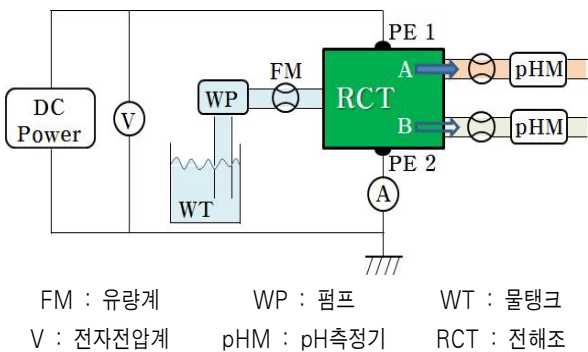 PE 1
FM
A
pHM
DC
Power
V
WP
RCT
B
pHM
PE 2
WT
A
FM : 유량계 WP : 펌프 WT : 물탱크
V : 전자전압계 pHM : pH측정기 RCT : 전해조